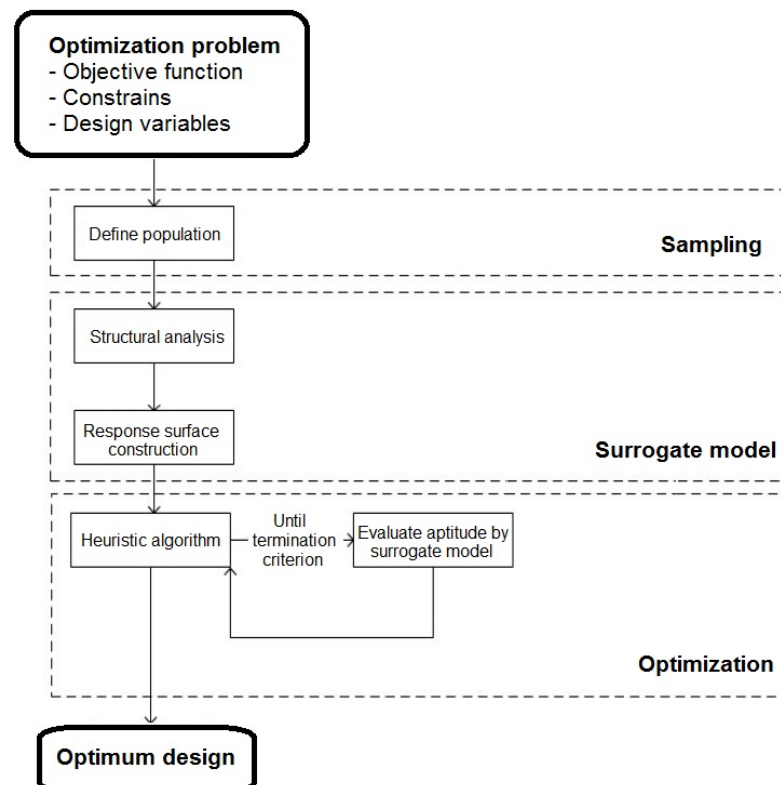 Optimization problem
- Objective function
- Constrains
- Design variables
Define population
Sampling
Structural analysis
Response surface
construction
Surrogate model
Heuristic algorithm
Until
termination
criterion
Evaluate aptitude by
surrogate model
Optimization
Optimum design